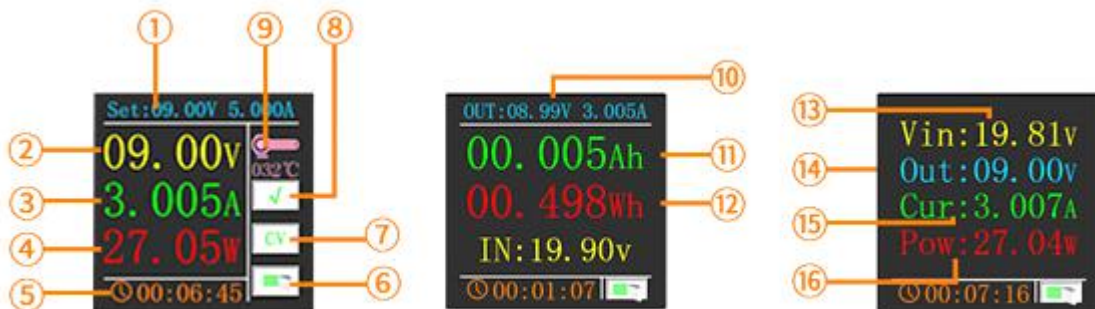 ① ⑨ ⑧
Set:09.00V 5.000A
② 09.00V
032℃
③ 3.005A
√
④ 27.05W
CV ⑦
⑤ 00:06:45
⑥
⑩
OUT:08.99V 3.005A
00.005Ah ⑪
00.498Wh ⑫
IN:19.90v
00:01:07
⑬
Vin:19.81v
⑭ Out:09.00v
⑮ Cur:3.007A
⑯ Pow:27.04w
00:07:16